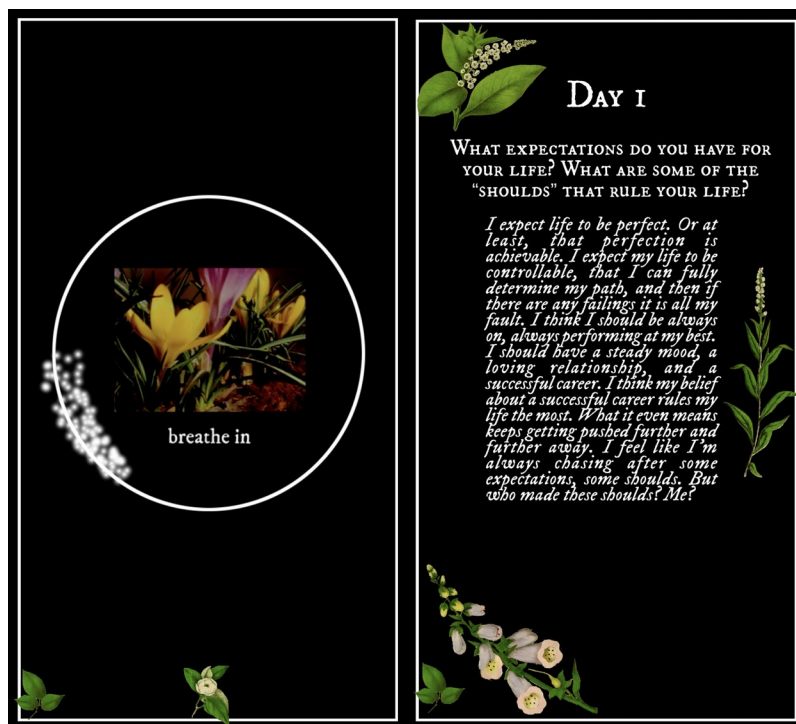 breathe in
Day 1
What expectations do you have for
your life? What are some of the
“shoulds” that rule your life?
I expect life to be perfect. Or at
least, that perfection is
achievable. I expect my life to be
controllable, that I can fully
determine my path, and then if
there are any failings it is all my
fault. I think I should be always
on, always performing at my best.
I should have a steady mood, a
loving relationship, and a
successful career. I think my belief
about a successful career rules my
life the most. What it even means
keeps getting pushed further and
further away. I feel like I'm
always chasing after some
expectations, some shoulds. But
who made these shoulds? Me?